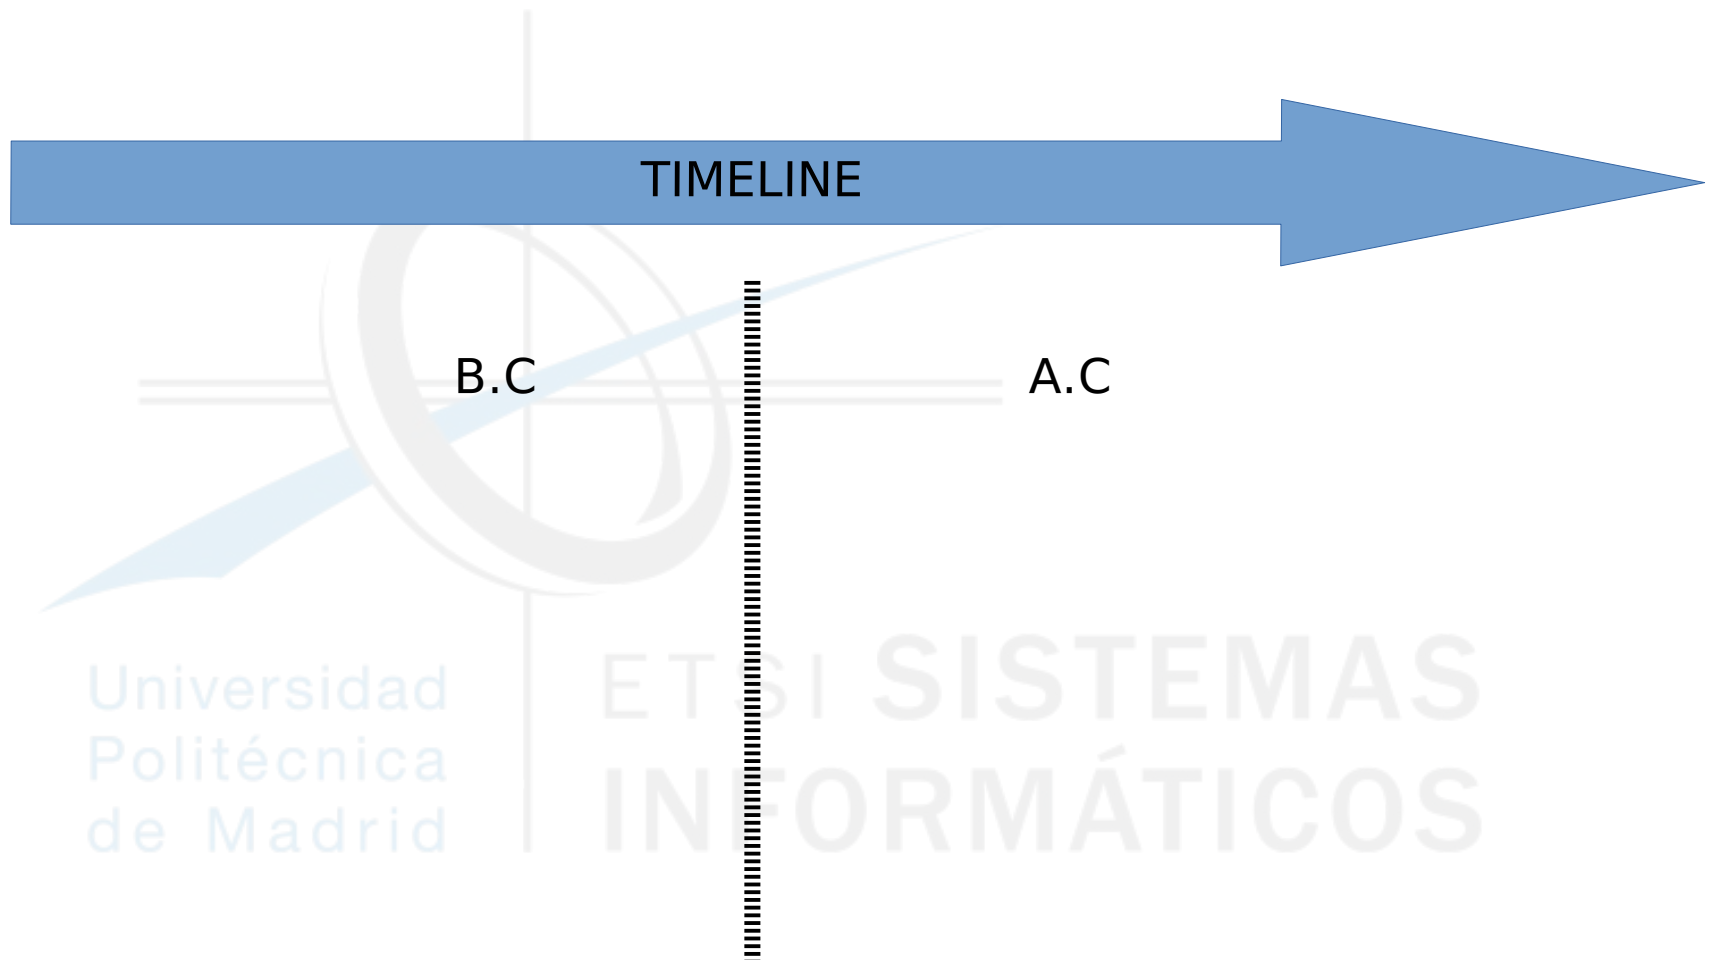 TIMELINE
B.C
A.C
Universidad
Politécnica
de Madrid
ETSI SISTEMAS
INFORMÁTICOS